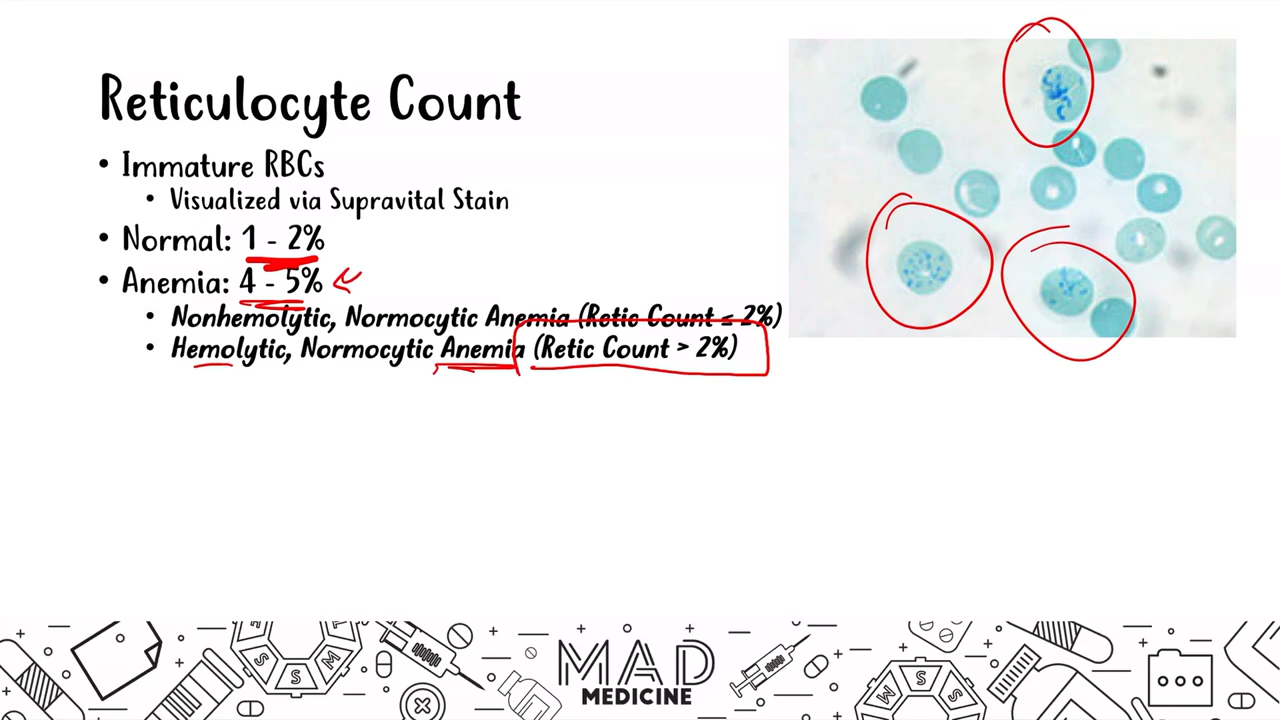 Reticulocyte Count
• Immature RBCs
• Visualized via Supravital Stain
• Normal: 1 - 2%
• Anemia: 4 - 5%
• Nonhemolytic, Normocytic Anemia (Retic Count ≤ 2%)
• Hemolytic, Normocytic Anemia (Retic Count > 2%)
MAD
MEDICINE